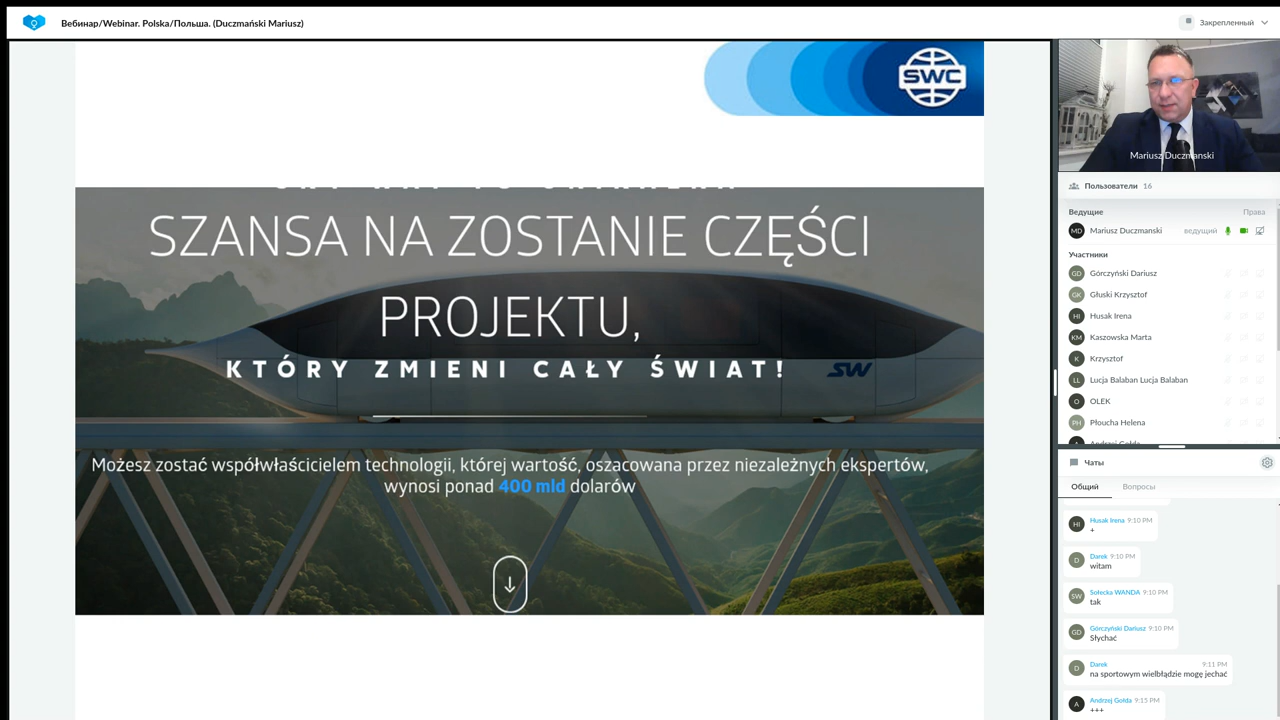 Вебинар/Webinar. Polska/Польша. (Duczmański Mariusz)
Закрепленный
SWC
SZANSA NA ZOSTANIE CZĘŚCI
PROJEKTU,
KTÓRY ZMIENI CAŁY ŚWIAT!
SW
Możesz zostać współwłaścicielem technologii, której wartość, oszacowana przez niezależnych ekspertów,
wynosi ponad 400 mld dolarów
Mariusz Duczmanski
Пользователи 16
Ведущие Права
MD Mariusz Duczmanski ведущий
Участники
GD Górczyński Dariusz
GK Głuski Krzysztof
HI Husak Irena
KM Kaszowska Marta
K Krzysztof
LL Lucja Balaban Lucja Balaban
O OLEK
PH Płoucha Helena
A Andrzej Gołda
Чаты
Общий Вопросы
HI Husak Irena 9:10 PM
+
D Darek 9:10 PM
witam
SW Sołecka WANDA 9:10 PM
tak
GD Górczyński Dariusz 9:10 PM
Słychać
D Darek 9:11 PM
na sportowym wielbłądzie mogę jechać
A Andrzej Gołda 9:15 PM
+++